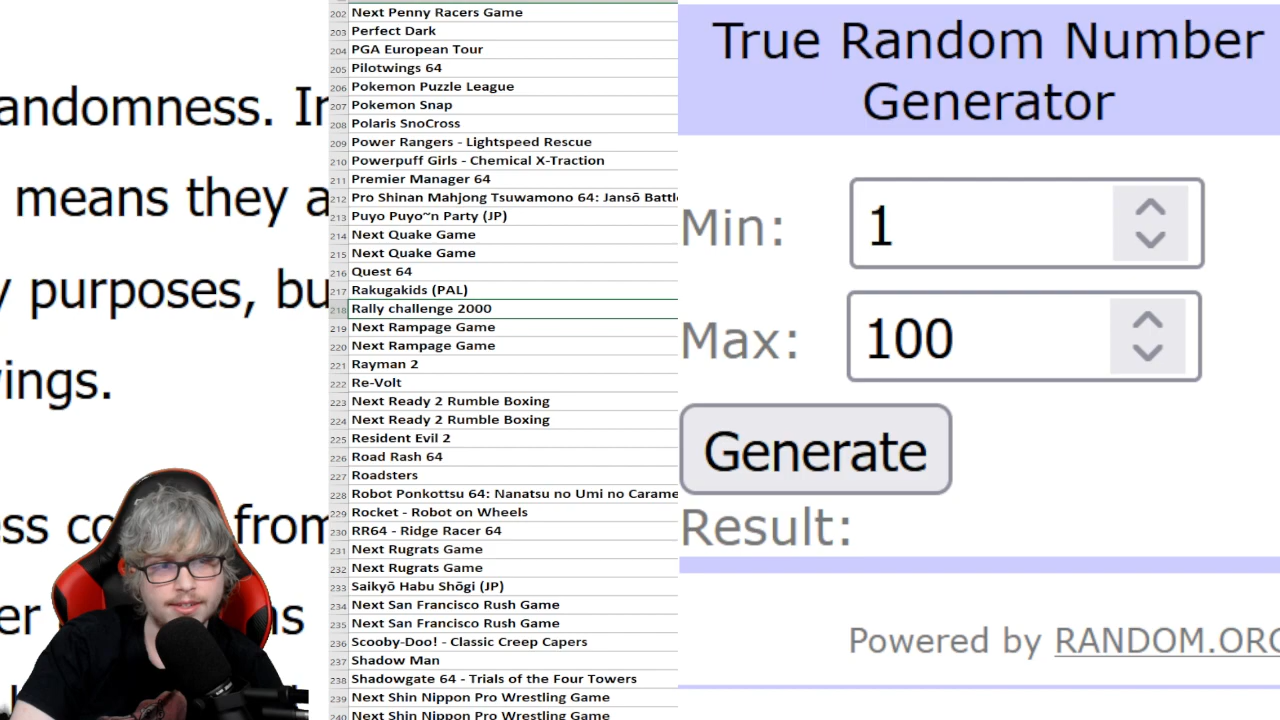 andomness. In
means they a
y purposes, bu
vings.
ess co from
er ns
202 Next Penny Racers Game
203 Perfect Dark
204 PGA European Tour
205 Pilotwings 64
206 Pokemon Puzzle League
207 Pokemon Snap
208 Polaris SnoCross
209 Power Rangers - Lightspeed Rescue
210 Powerpuff Girls - Chemical X-Traction
211 Premier Manager 64
212 Pro Shinan Mahjong Tsuwamono 64: Jansō Battl
213 Puyo Puyo~n Party (JP)
214 Next Quake Game
215 Next Quake Game
216 Quest 64
217 Rakugakids (PAL)
218 Rally challenge 2000
219 Next Rampage Game
220 Next Rampage Game
221 Rayman 2
222 Re-Volt
223 Next Ready 2 Rumble Boxing
224 Next Ready 2 Rumble Boxing
225 Resident Evil 2
226 Road Rash 64
227 Roadsters
228 Robot Ponkottsu 64: Nanatsu no Umi no Carame
229 Rocket - Robot on Wheels
230 RR64 - Ridge Racer 64
231 Next Rugrats Game
232 Next Rugrats Game
233 Saikyō Habu Shōgi (JP)
234 Next San Francisco Rush Game
235 Next San Francisco Rush Game
236 Scooby-Doo! - Classic Creep Capers
237 Shadow Man
238 Shadowgate 64 - Trials of the Four Towers
239 Next Shin Nippon Pro Wrestling Game
240 Next Shin Nippon Pro Wrestling Game
True Random Number
Generator
Min: 1
Max: 100
Generate
Result:
Powered by RANDOM.ORG